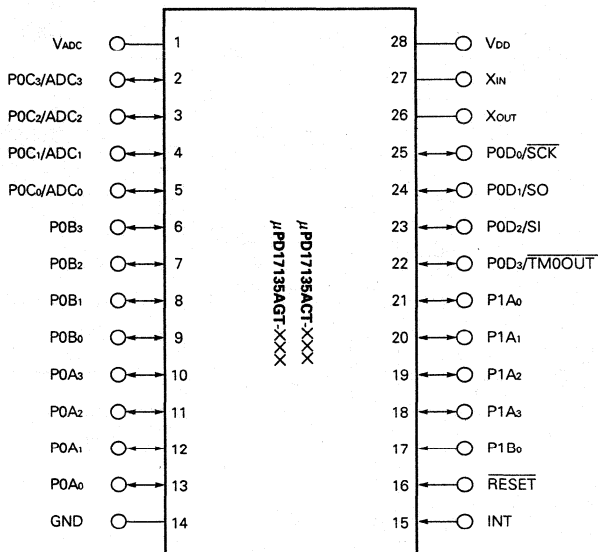 VADC 1 28 VDD
P0C3/ADC3 2 27 XIN
P0C2/ADC2 3 26 XOUT
P0C1/ADC1 4 25 P0D0/S̅C̅K̅
P0C0/ADC0 5 24 P0D1/SO
P0B3 6 23 P0D2/SI
P0B2 7 22 P0D3/T̅M̅0̅O̅U̅T̅
P0B1 8 21 P1A0
P0B0 9 20 P1A1
P0A3 10 19 P1A2
P0A2 11 18 P1A3
P0A1 12 17 P1B0
P0A0 13 16 R̅E̅S̅E̅T̅
GND 14 15 INT
μPD17135ACT-XXX
μPD17135AGT-XXX